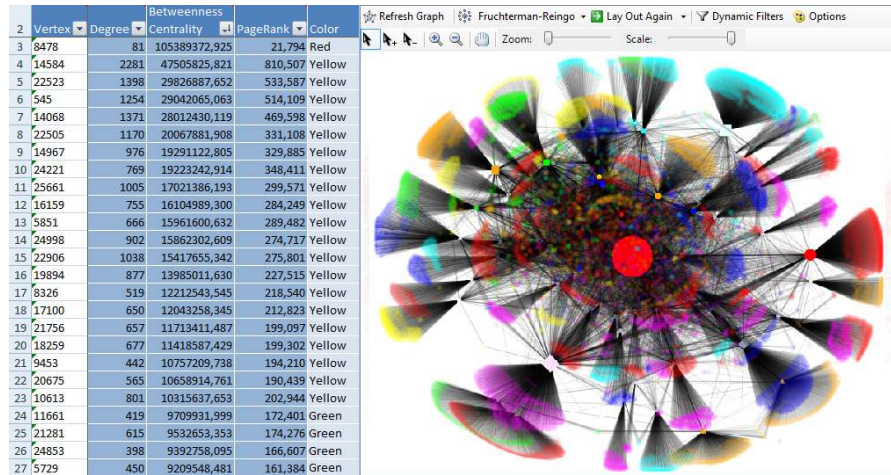 Betweenness
2 Vertex Degree Centrality PageRank Color
3 8478 81 105389372,925 21,794 Red
4 14584 2281 47505825,821 810,507 Yellow
5 22523 1398 29826887,652 533,587 Yellow
6 545 1254 29042065,063 514,109 Yellow
7 14068 1371 28012430,119 469,598 Yellow
8 22505 1170 20067881,908 331,108 Yellow
9 14967 976 19291122,805 329,885 Yellow
10 24221 769 19223242,914 348,411 Yellow
11 25661 1005 17021386,193 299,571 Yellow
12 16159 755 16104989,300 284,249 Yellow
13 5851 666 15961600,632 289,482 Yellow
14 24998 902 15862302,609 274,717 Yellow
15 22906 1038 15417655,342 275,801 Yellow
16 19894 877 13985011,630 227,515 Yellow
17 8326 519 12212543,545 218,540 Yellow
18 17100 650 12043258,345 212,823 Yellow
19 21756 657 11713411,487 199,097 Yellow
20 18259 677 11418587,429 199,302 Yellow
21 9453 442 10757209,738 194,210 Yellow
22 20675 565 10658914,761 190,439 Yellow
23 10613 801 10315637,653 202,944 Yellow
24 11661 419 9709931,999 172,401 Green
25 21281 615 9532653,353 174,276 Green
26 24853 398 9392758,095 166,607 Green
27 5729 450 9209548,481 161,384 Green
Refresh Graph Fruchterman-Reingo Lay Out Again Dynamic Filters Options
Zoom: Scale: